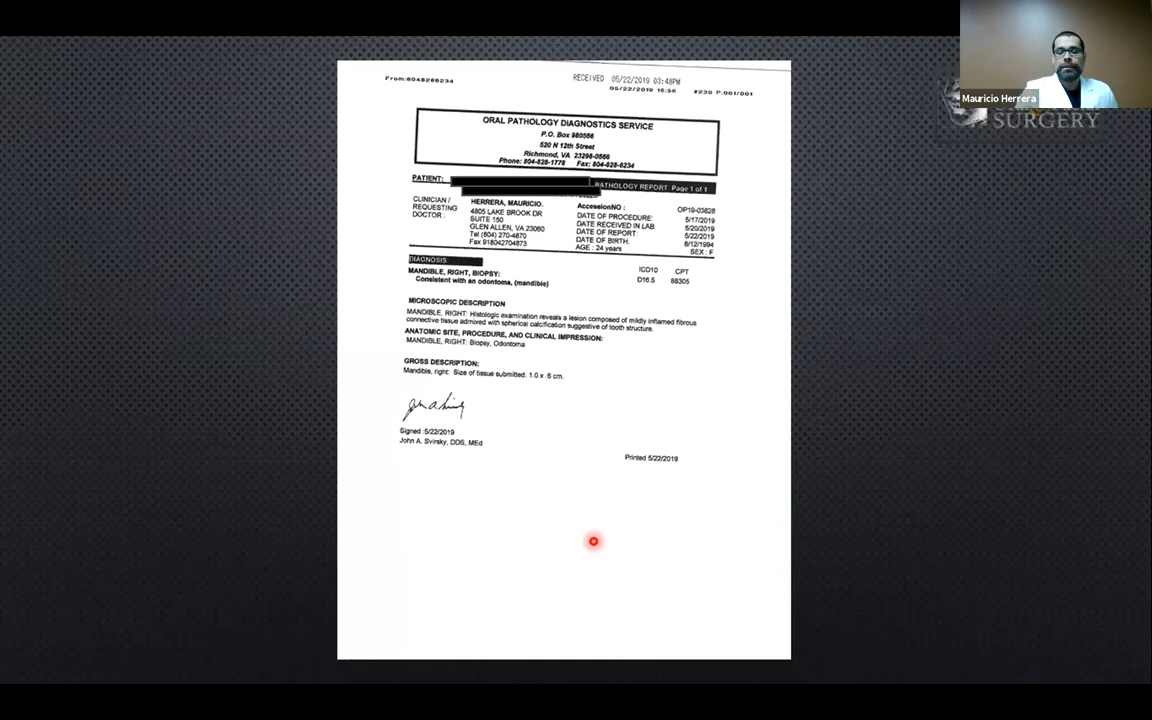 From:8048286234
RECEIVED 05/22/2019 03:48PM
05/22/2019 15:56 #230 P.001/001
ORAL PATHOLOGY DIAGNOSTICS SERVICE
P.O. Box 980566
520 N 12th Street
Richmond, VA 23298-0566
Phone: 804-828-1778 Fax: 804-628-6234
PATIENT:
PATHOLOGY REPORT Page 1 of 1
CLINICIAN /
REQUESTING
DOCTOR :
HERRERA, MAURICIO.
4805 LAKE BROOK DR
SUITE 150
GLEN ALLEN, VA 23060
Tel (804) 270-4870
Fax 918042704873
AccessionNO : OP19-03828
DATE OF PROCEDURE: 5/17/2019
DATE RECEIVED IN LAB: 5/20/2019
DATE OF REPORT: 5/22/2019
DATE OF BIRTH: 8/12/1994
AGE : 24 years SEX : F
DIAGNOSIS:
MANDIBLE, RIGHT, BIOPSY:
Consistent with an odontoma, (mandible)
ICD10 CPT
D16.5 88305
MICROSCOPIC DESCRIPTION
MANDIBLE, RIGHT: Histologic examination reveals a lesion composed of mildly inflamed fibrous
connective tissue admixed with spherical calcification suggestive of tooth structure.
ANATOMIC SITE, PROCEDURE, AND CLINICAL IMPRESSION:
MANDIBLE, RIGHT: Biopsy, Odontoma
GROSS DESCRIPTION:
Mandible, right: Size of tissue submitted. 1.0 x .6 cm.
Signed :5/22/2019
John A. Svirsky, DDS, MEd
Printed 5/22/2019
Mauricio Herrera
SURGERY